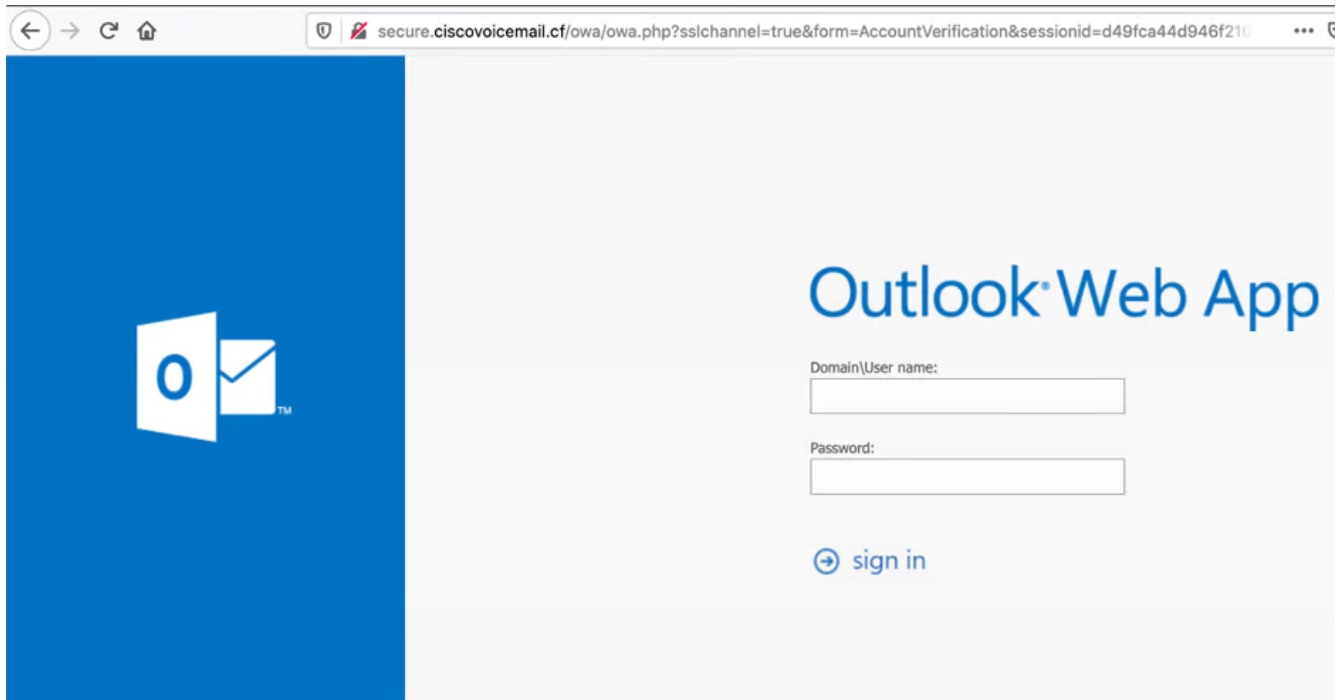 secure.ciscovoicemail.cf/owa/owa.php?sslchannel=true&form=AccountVerification&sessionid=d49fca44d946f210
O
TM
Outlook Web App
Domain\User name:
Password:
sign in